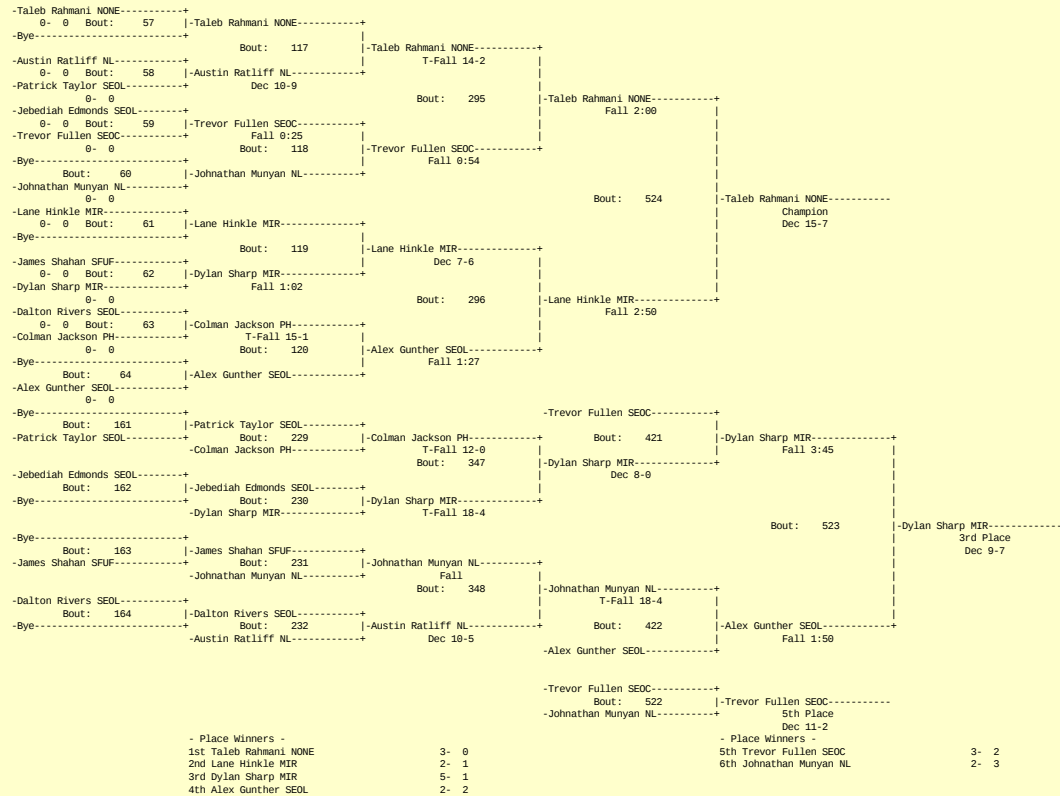 -Taleb Rahmani NONE-----------+
0- 0 Bout: 57 |-Taleb Rahmani NONE-----------+
-Bye--------------------------+ |
Bout: 117 |-Taleb Rahmani NONE-----------+
-Austin Ratliff NL------------+ | T-Fall 14-2 |
0- 0 Bout: 58 |-Austin Ratliff NL------------+ |
-Patrick Taylor SEOL----------+ Dec 10-9 |
0- 0 Bout: 295 |-Taleb Rahmani NONE-----------+
-Jebediah Edmonds SEOL--------+ | Fall 2:00 |
0- 0 Bout: 59 |-Trevor Fullen SEOC-----------+ | |
-Trevor Fullen SEOC-----------+ Fall 0:25 | | |
0- 0 Bout: 118 |-Trevor Fullen SEOC-----------+ |
-Bye--------------------------+ | Fall 0:54 |
Bout: 60 |-Johnathan Munyan NL----------+ |
-Johnathan Munyan NL----------+ |
0- 0 Bout: 524 |-Taleb Rahmani NONE-----------
-Lane Hinkle MIR--------------+ | Champion
0- 0 Bout: 61 |-Lane Hinkle MIR--------------+ | Dec 15-7
-Bye--------------------------+ | |
Bout: 119 |-Lane Hinkle MIR--------------+ |
-James Shahan SFUF------------+ | Dec 7-6 | |
0- 0 Bout: 62 |-Dylan Sharp MIR--------------+ | |
-Dylan Sharp MIR--------------+ Fall 1:02 | |
0- 0 Bout: 296 |-Lane Hinkle MIR--------------+
-Dalton Rivers SEOL-----------+ | Fall 2:50
0- 0 Bout: 63 |-Colman Jackson PH------------+ |
-Colman Jackson PH------------+ T-Fall 15-1 | |
0- 0 Bout: 120 |-Alex Gunther SEOL------------+
-Bye--------------------------+ | Fall 1:27
Bout: 64 |-Alex Gunther SEOL------------+
-Alex Gunther SEOL------------+
0- 0
-Bye--------------------------+ -Trevor Fullen SEOC-----------+
Bout: 161 |-Patrick Taylor SEOL----------+ |
-Patrick Taylor SEOL----------+ Bout: 229 |-Colman Jackson PH------------+ Bout: 421 |-Dylan Sharp MIR--------------+
-Colman Jackson PH------------+ T-Fall 12-0 | | Fall 3:45 |
Bout: 347 |-Dylan Sharp MIR--------------+ |
-Jebediah Edmonds SEOL--------+ | Dec 8-0 |
Bout: 162 |-Jebediah Edmonds SEOL--------+ | |
-Bye--------------------------+ Bout: 230 |-Dylan Sharp MIR--------------+ |
-Dylan Sharp MIR--------------+ T-Fall 18-4 |
Bout: 523 |-Dylan Sharp MIR-------------
-Bye--------------------------+ | 3rd Place
Bout: 163 |-James Shahan SFUF------------+ | Dec 9-7
-James Shahan SFUF------------+ Bout: 231 |-Johnathan Munyan NL----------+ |
-Johnathan Munyan NL----------+ Fall | |
Bout: 348 |-Johnathan Munyan NL----------+ |
-Dalton Rivers SEOL-----------+ | T-Fall 18-4 | |
Bout: 164 |-Dalton Rivers SEOL-----------+ | | |
-Bye--------------------------+ Bout: 232 |-Austin Ratliff NL------------+ Bout: 422 |-Alex Gunther SEOL------------+
-Austin Ratliff NL------------+ Dec 10-5 | Fall 1:50
-Alex Gunther SEOL------------+
-Trevor Fullen SEOC-----------+
Bout: 522 |-Trevor Fullen SEOC-----------
-Johnathan Munyan NL----------+ 5th Place
Dec 11-2
- Place Winners - - Place Winners -
1st Taleb Rahmani NONE 3- 0 5th Trevor Fullen SEOC 3- 2
2nd Lane Hinkle MIR 2- 1 6th Johnathan Munyan NL 2- 3
3rd Dylan Sharp MIR 5- 1
4th Alex Gunther SEOL 2- 2